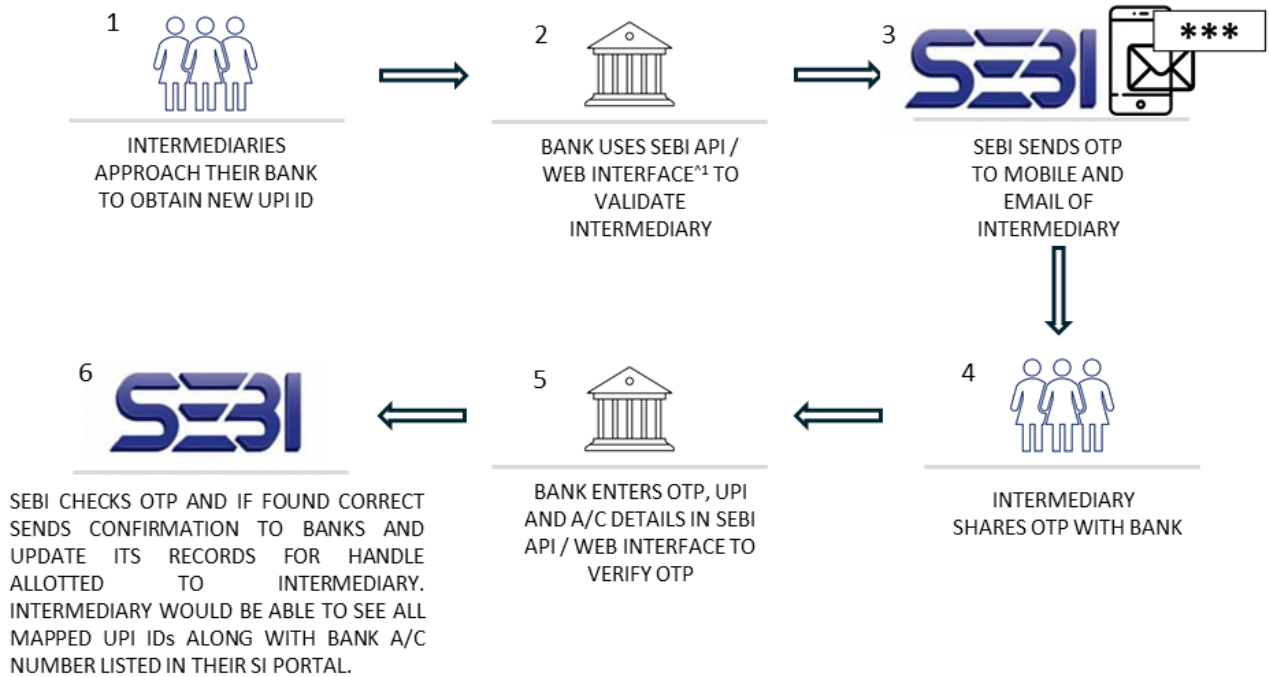 1
INTERMEDIARIES
APPROACH THEIR BANK
TO OBTAIN NEW UPI ID
2
BANK USES SEBI API /
WEB INTERFACE^1 TO
VALIDATE
INTERMEDIARY
3
SEBI
***
SEBI SENDS OTP
TO MOBILE AND
EMAIL OF
INTERMEDIARY
4
INTERMEDIARY
SHARES OTP WITH BANK
5
BANK ENTERS OTP, UPI
AND A/C DETAILS IN SEBI
API / WEB INTERFACE TO
VERIFY OTP
6
SEBI
SEBI CHECKS OTP AND IF FOUND CORRECT
SENDS CONFIRMATION TO BANKS AND
UPDATE ITS RECORDS FOR HANDLE
ALLOTTED TO INTERMEDIARY.
INTERMEDIARY WOULD BE ABLE TO SEE ALL
MAPPED UPI IDs ALONG WITH BANK A/C
NUMBER LISTED IN THEIR SI PORTAL.